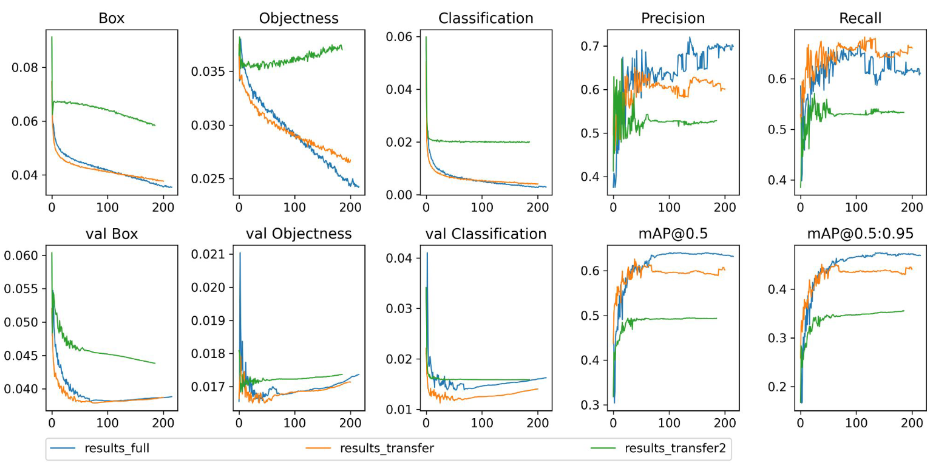 Box Objectness Classification Precision Recall
0.08
0.06
0.04
0 100 200
0.035
0.030
0.025
0 100 200
0.06
0.04
0.02
0.00
0 100 200
0.7
0.6
0.5
0.4
0 100 200
0.6
0.5
0.4
0 100 200
val Box val Objectness val Classification mAP@0.5 mAP@0.5:0.95
0.060
0.055
0.050
0.045
0.040
0 100 200
0.021
0.020
0.019
0.018
0.017
0 100 200
0.04
0.03
0.02
0.01
0 100 200
0.6
0.5
0.4
0.3
0 100 200
0.4
0.3
0.2
0 100 200
results_full results_transfer results_transfer2